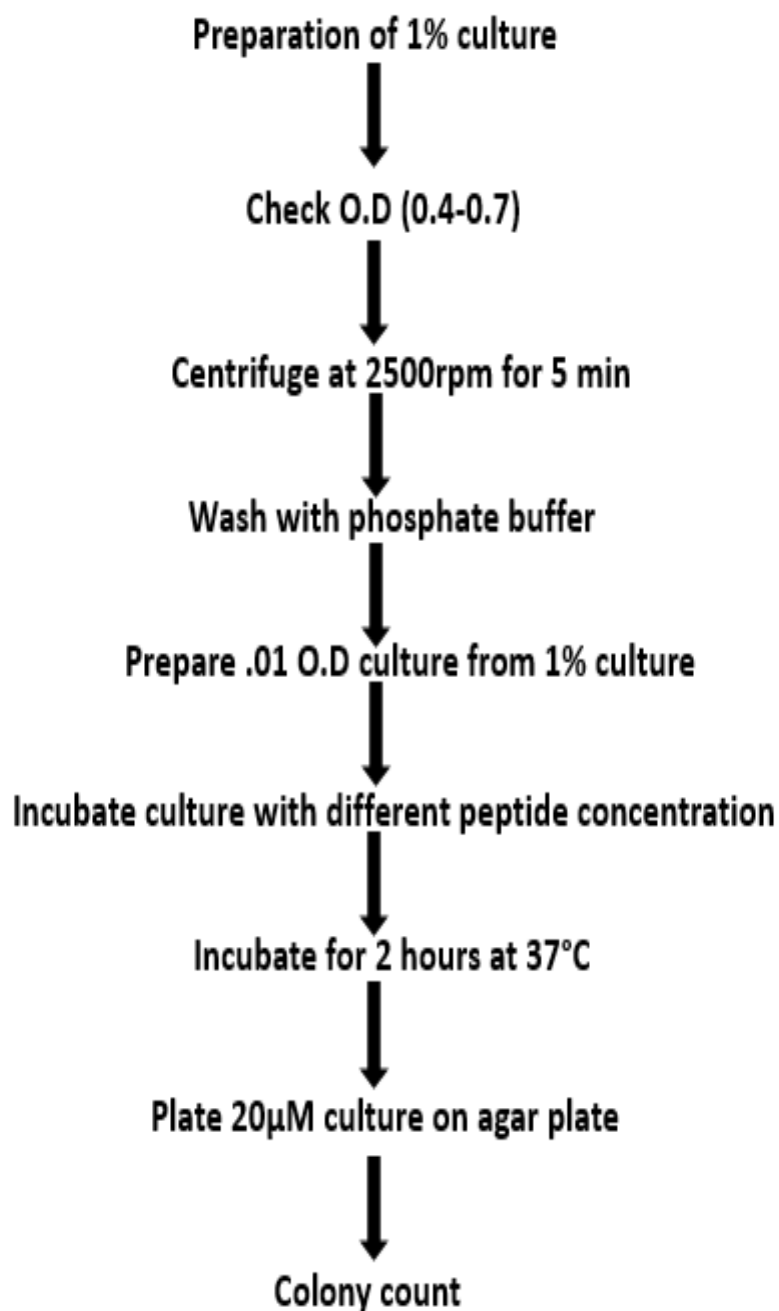 Preparation of 1% culture
Check O.D (0.4-0.7)
Centrifuge at 2500rpm for 5 min
Wash with phosphate buffer
Prepare .01 O.D culture from 1% culture
Incubate culture with different peptide concentration
Incubate for 2 hours at 37°C
Plate 20µM culture on agar plate
Colony count